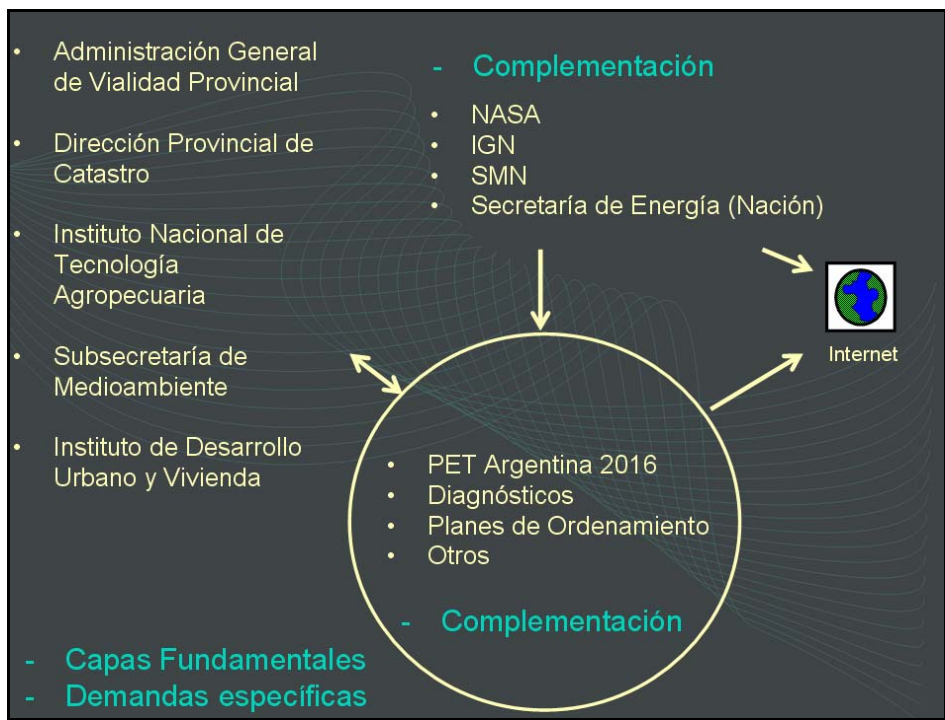 • Administración General
de Vialidad Provincial
• Dirección Provincial de
Catastro
• Instituto Nacional de
Tecnología
Agropecuaria
• Subsecretaría de
Medioambiente
• Instituto de Desarrollo
Urbano y Vivienda
- Capas Fundamentales
- Demandas específicas
- Complementación
• NASA
• IGN
• SMN
• Secretaría de Energía (Nación)
Internet
• PET Argentina 2016
• Diagnósticos
• Planes de Ordenamiento
• Otros
- Complementación